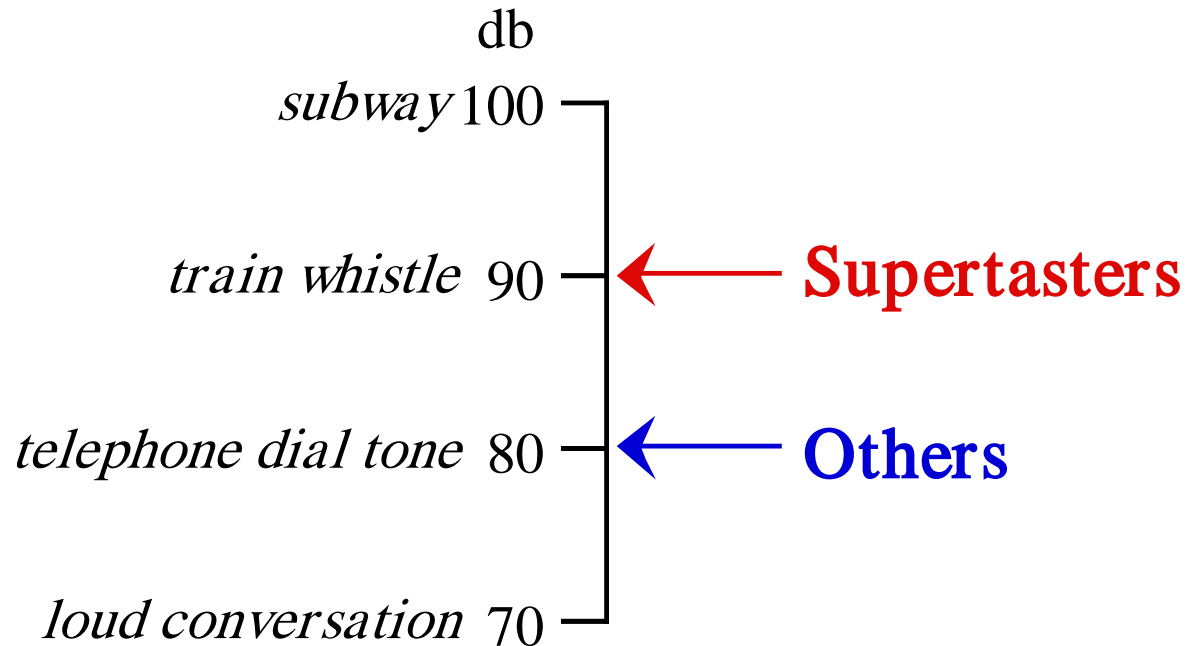 db
subway 100
train whistle 90 Supertasters
telephone dial tone 80 Others
loud conversation 70